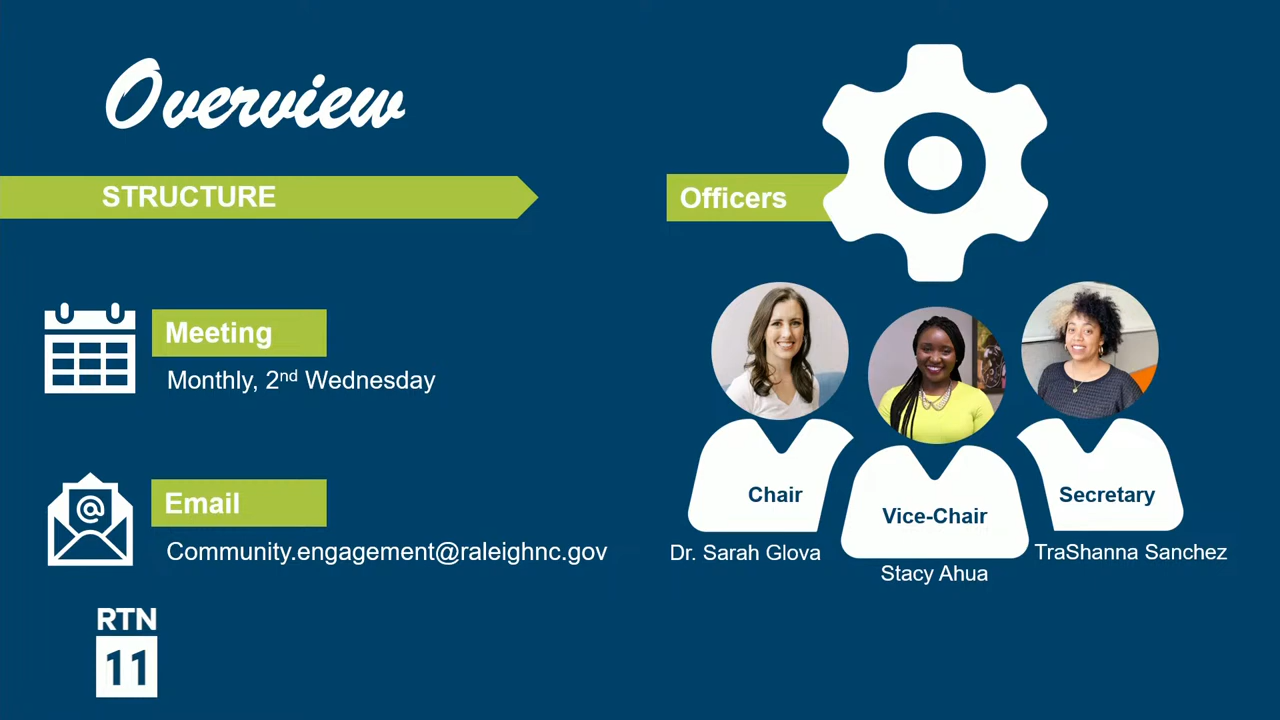 Overview
STRUCTURE
Officers
Meeting
Monthly, 2nd Wednesday
Email
@
Community.engagement@raleighnc.gov
Chair
Vice-Chair
Secretary
Dr. Sarah Glova
Stacy Ahua
TraShanna Sanchez
RTN
11